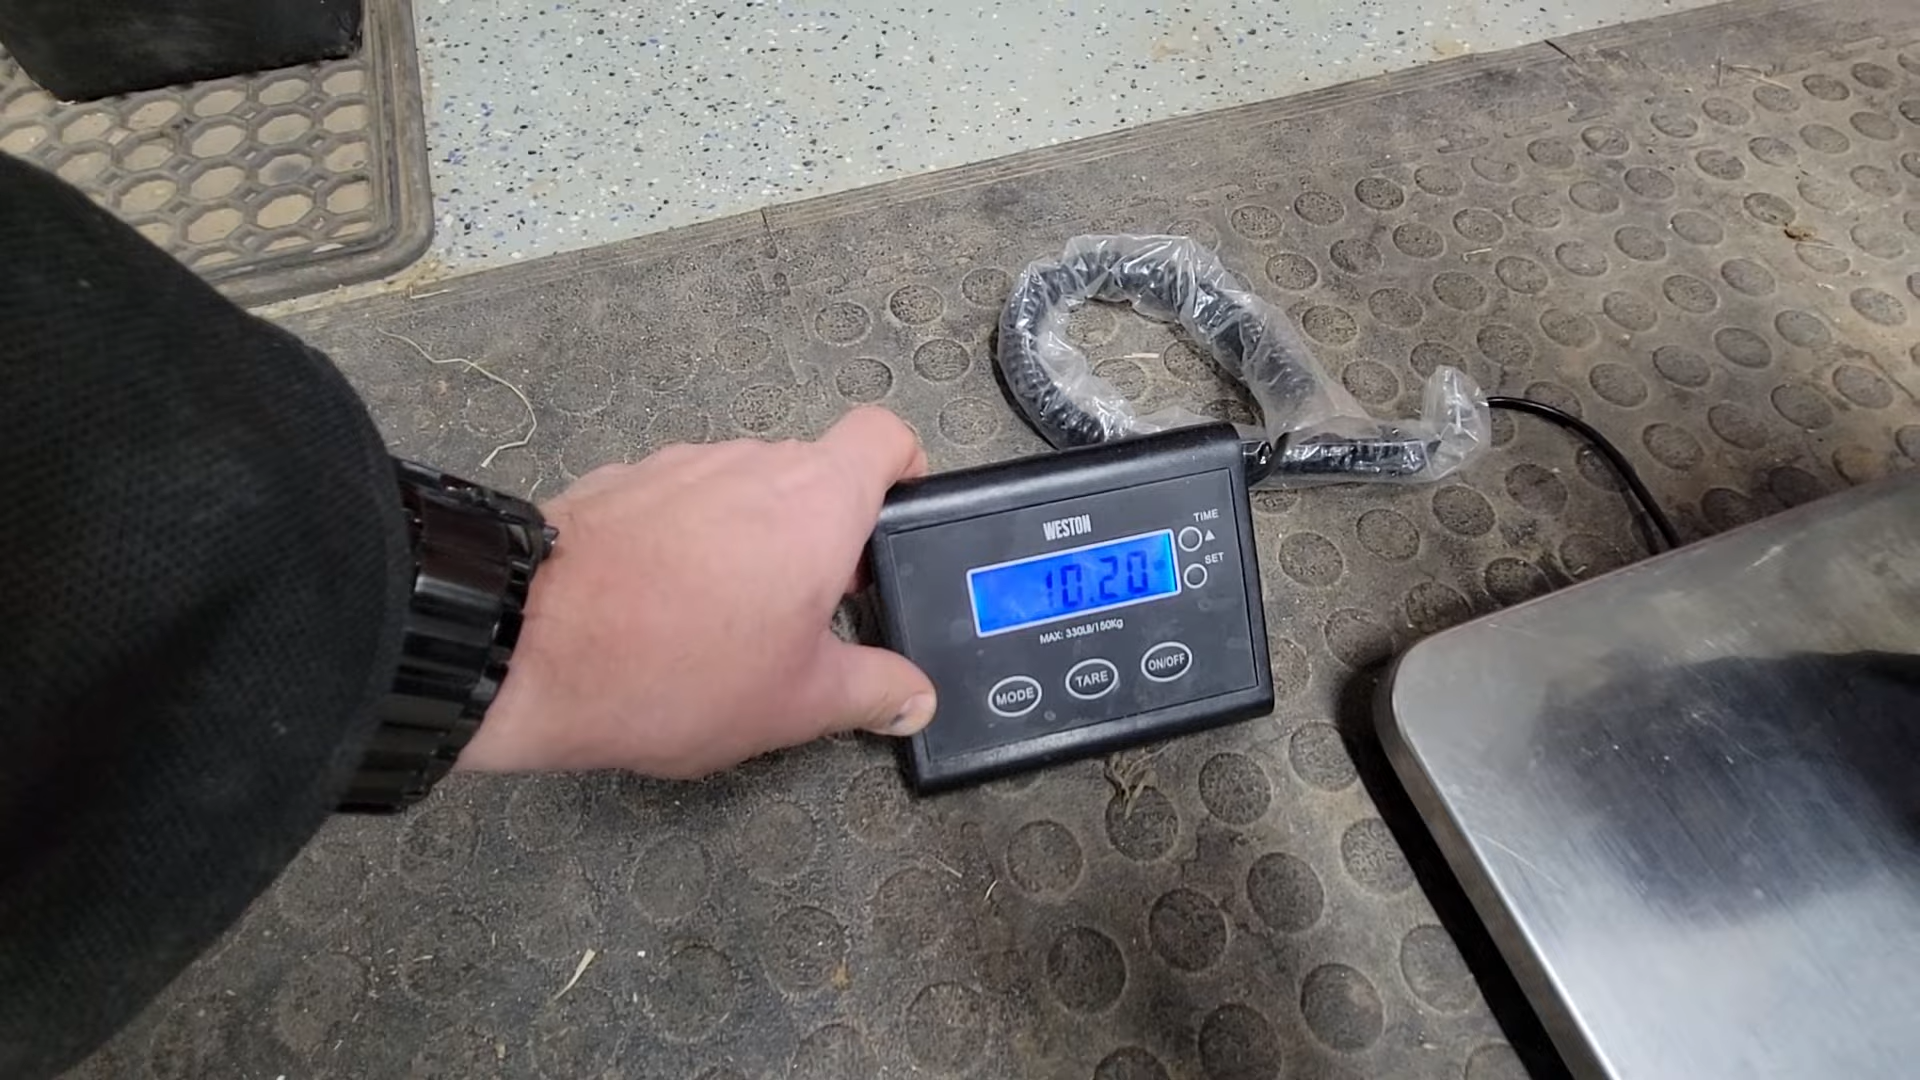 WESTON
TIME
10.20
SET
MAX: 330LB/150Kg
MODE
TARE
ON/OFF